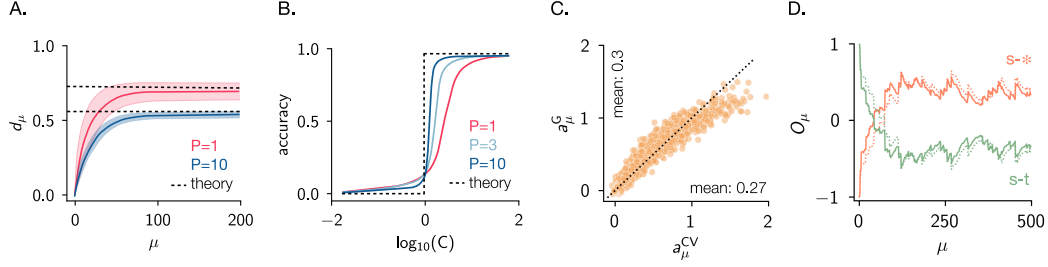 A.
1.0
0.5
0.0
d_μ
0
100
200
μ
P=1
P=10
theory
B.
accuracy
1.0
0.5
0.0
−2
0
2
log₁₀(C)
P=1
P=3
P=10
theory
C.
a_μ^G
2
1
0
mean: 0.3
mean: 0.27
0
1
2
a_μ^CV
D.
O_μ
1
0
−1
s-*
s-t
0
250
500
μ